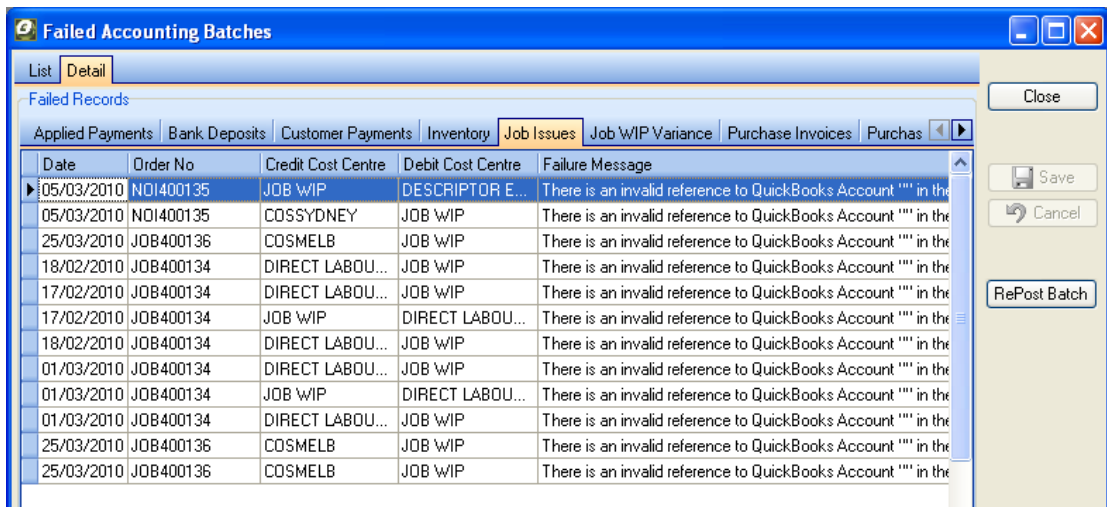 Failed Accounting Batches
List Detail
Failed Records
Close
Applied Payments Bank Deposits Customer Payments Inventory Job Issues Job WIP Variance Purchase Invoices Purchas
Date Order No Credit Cost Centre Debit Cost Centre Failure Message
05/03/2010 NOI400135 JOB WIP DESCRIPTOR E... There is an invalid reference to QuickBooks Account "" in the
Save
05/03/2010 NOI400135 COSSYDNEY JOB WIP There is an invalid reference to QuickBooks Account "" in the
Cancel
25/03/2010 JOB400136 COSMELB JOB WIP There is an invalid reference to QuickBooks Account "" in the
18/02/2010 JOB400134 DIRECT LABOU... JOB WIP There is an invalid reference to QuickBooks Account "" in the
17/02/2010 JOB400134 DIRECT LABOU... JOB WIP There is an invalid reference to QuickBooks Account "" in the
RePost Batch
17/02/2010 JOB400134 JOB WIP DIRECT LABOU... There is an invalid reference to QuickBooks Account "" in the
18/02/2010 JOB400134 DIRECT LABOU... JOB WIP There is an invalid reference to QuickBooks Account "" in the
01/03/2010 JOB400134 DIRECT LABOU... JOB WIP There is an invalid reference to QuickBooks Account "" in the
01/03/2010 JOB400134 JOB WIP DIRECT LABOU... There is an invalid reference to QuickBooks Account "" in the
01/03/2010 JOB400134 DIRECT LABOU... JOB WIP There is an invalid reference to QuickBooks Account "" in the
25/03/2010 JOB400136 COSMELB JOB WIP There is an invalid reference to QuickBooks Account "" in the
25/03/2010 JOB400136 COSMELB JOB WIP There is an invalid reference to QuickBooks Account "" in the